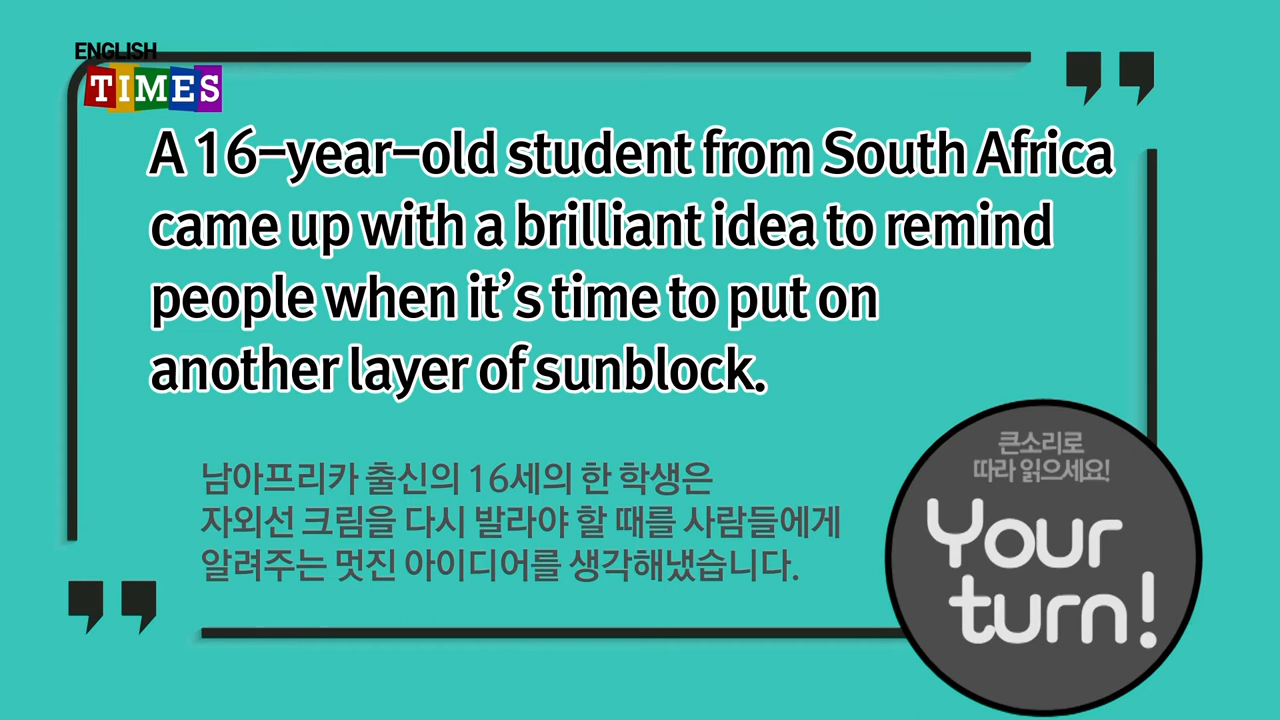 ENGLISH
TIMES
A 16-year-old student from South Africa
came up with a brilliant idea to remind
people when it’s time to put on
another layer of sunblock.
남아프리카 출신의 16세의 한 학생은
자외선 크림을 다시 발라야 할 때를 사람들에게
알려주는 멋진 아이디어를 생각해냈습니다.
큰소리로
따라 읽으세요!
Your
turn!